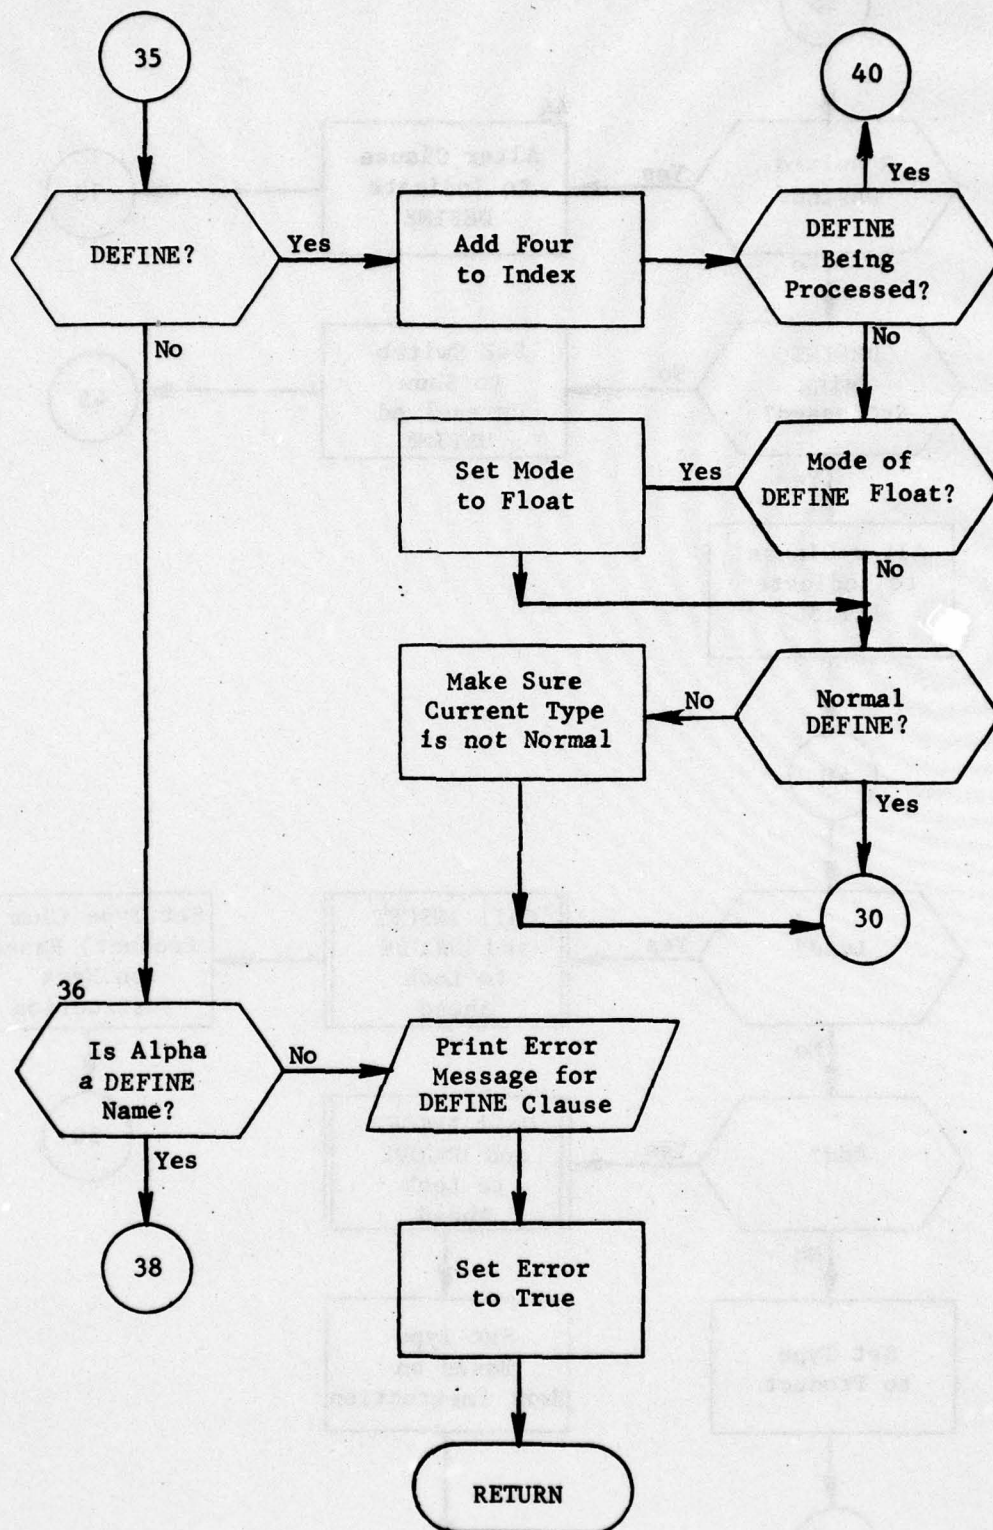 35
40
DEFINE?
Yes
Add Four
to Index
Yes
DEFINE
Being
Processed?
No
No
Set Mode
to Float
Yes
Mode of
DEFINE Float?
No
Make Sure
Current Type
is not Normal
No
Normal
DEFINE?
Yes
30
36
Is Alpha
a DEFINE
Name?
No
Print Error
Message for
DEFINE Clause
Yes
38
Set Error
to True
RETURN